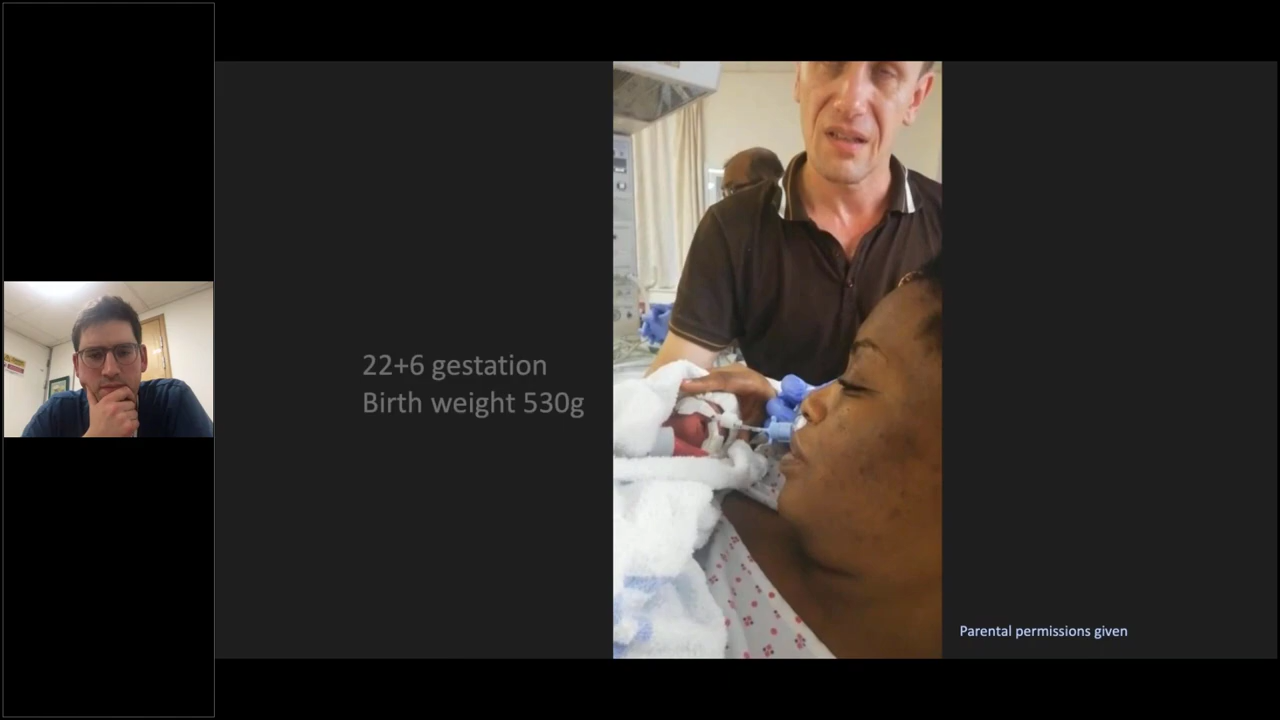 22+6 gestation
Birth weight 530g
Parental permissions given